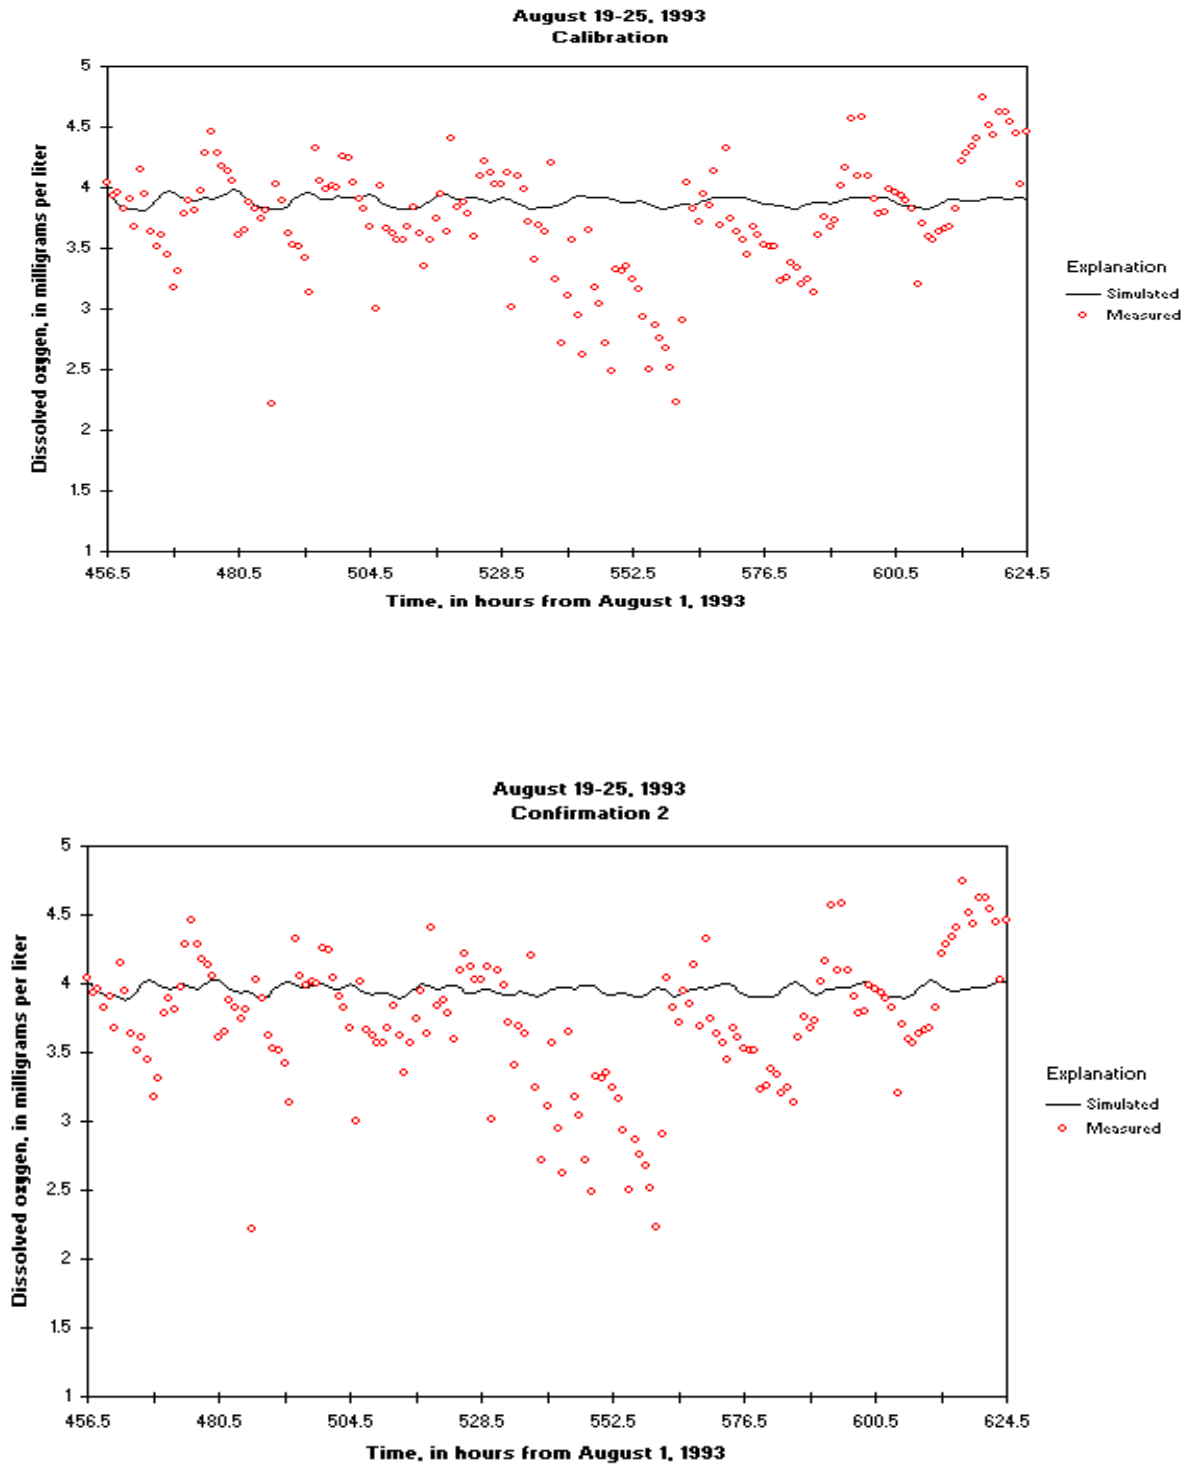 August 19-25, 1993
Calibration
5
4.5
4
3.5
3
2.5
2
1.5
1
Dissolved oxygen, in milligrams per liter
456.5 480.5 504.5 528.5 552.5 576.5 600.5 624.5
Time, in hours from August 1, 1993
Explanation
Simulated
Measured
August 19-25, 1993
Confirmation 2
5
4.5
4
3.5
3
2.5
2
1.5
1
Dissolved oxygen, in milligrams per liter
456.5 480.5 504.5 528.5 552.5 576.5 600.5 624.5
Time, in hours from August 1, 1993
Explanation
Simulated
Measured